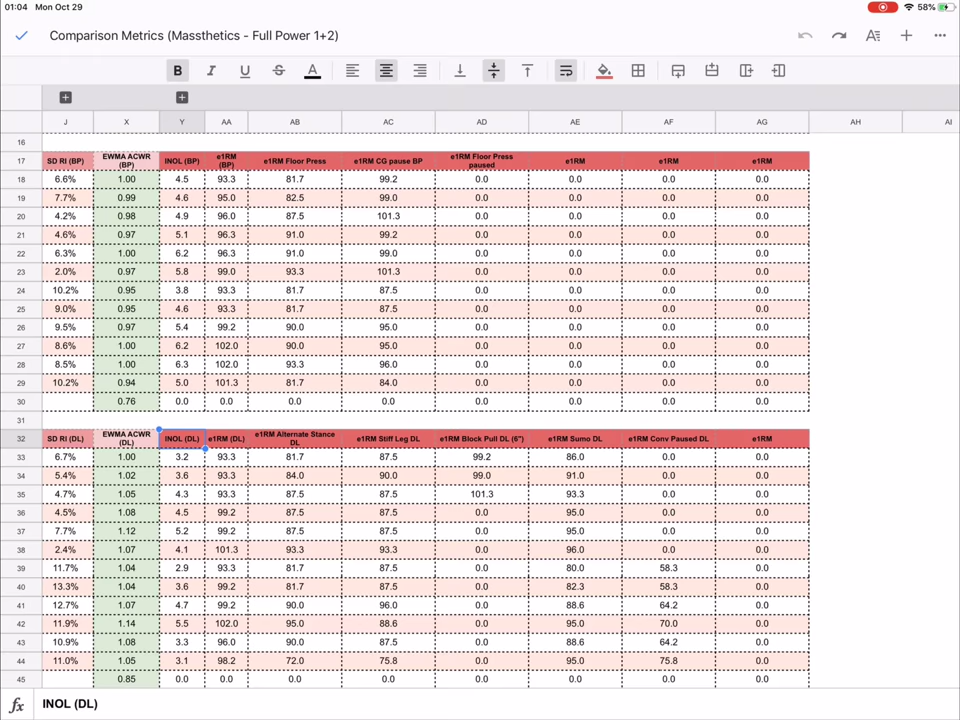 01:04 Mon Oct 29 58%
Comparison Metrics (Massthetics - Full Power 1+2)
B I U S A A
J X Y AA AB AC AD AE AF AG AH AI
16
17 SD RI (BP) EWMA ACWR (BP) INOL (BP) e1RM (BP) e1RM Floor Press e1RM CG pause BP e1RM Floor Press paused e1RM e1RM e1RM
18 6.6% 1.00 4.5 93.3 81.7 99.2 0.0 0.0 0.0 0.0
19 7.7% 0.99 4.6 95.0 82.5 99.0 0.0 0.0 0.0 0.0
20 4.2% 0.98 4.9 96.0 87.5 101.3 0.0 0.0 0.0 0.0
21 4.6% 0.97 5.1 96.3 91.0 99.2 0.0 0.0 0.0 0.0
22 6.3% 1.00 6.2 96.3 91.0 99.0 0.0 0.0 0.0 0.0
23 2.0% 0.97 5.8 99.0 93.3 101.3 0.0 0.0 0.0 0.0
24 10.2% 0.95 3.8 93.3 81.7 87.5 0.0 0.0 0.0 0.0
25 9.0% 0.95 4.6 93.3 81.7 87.5 0.0 0.0 0.0 0.0
26 9.5% 0.97 5.4 99.2 90.0 95.0 0.0 0.0 0.0 0.0
27 8.6% 1.00 6.2 102.0 90.0 95.0 0.0 0.0 0.0 0.0
28 8.5% 1.00 6.3 102.0 93.3 96.0 0.0 0.0 0.0 0.0
29 10.2% 0.94 5.0 101.3 81.7 84.0 0.0 0.0 0.0 0.0
30 0.76 0.0 0.0 0.0 0.0 0.0 0.0 0.0 0.0
31
32 SD RI (DL) EWMA ACWR (DL) INOL (DL) e1RM (DL) e1RM Alternate Stance DL e1RM Stiff Leg DL e1RM Block Pull DL (6") e1RM Sumo DL e1RM Conv Paused DL e1RM
33 6.7% 1.00 3.2 93.3 81.7 87.5 99.2 86.0 0.0 0.0
34 5.4% 1.02 3.6 93.3 84.0 90.0 99.0 91.0 0.0 0.0
35 4.7% 1.05 4.3 93.3 87.5 87.5 101.3 93.3 0.0 0.0
36 4.5% 1.08 4.5 99.2 87.5 87.5 0.0 95.0 0.0 0.0
37 7.7% 1.12 5.2 99.2 87.5 87.5 0.0 95.0 0.0 0.0
38 2.4% 1.07 4.1 101.3 93.3 93.3 0.0 96.0 0.0 0.0
39 11.7% 1.04 2.9 93.3 81.7 87.5 0.0 80.0 58.3 0.0
40 13.3% 1.04 3.6 99.2 81.7 87.5 0.0 82.3 58.3 0.0
41 12.7% 1.07 4.7 99.2 90.0 96.0 0.0 88.6 64.2 0.0
42 11.9% 1.14 5.5 102.0 95.0 88.6 0.0 95.0 70.0 0.0
43 10.9% 1.08 3.3 96.0 90.0 87.5 0.0 88.6 64.2 0.0
44 11.0% 1.05 3.1 98.2 72.0 75.8 0.0 95.0 75.8 0.0
45 0.85 0.0 0.0 0.0 0.0 0.0 0.0 0.0 0.0
fx INOL (DL)